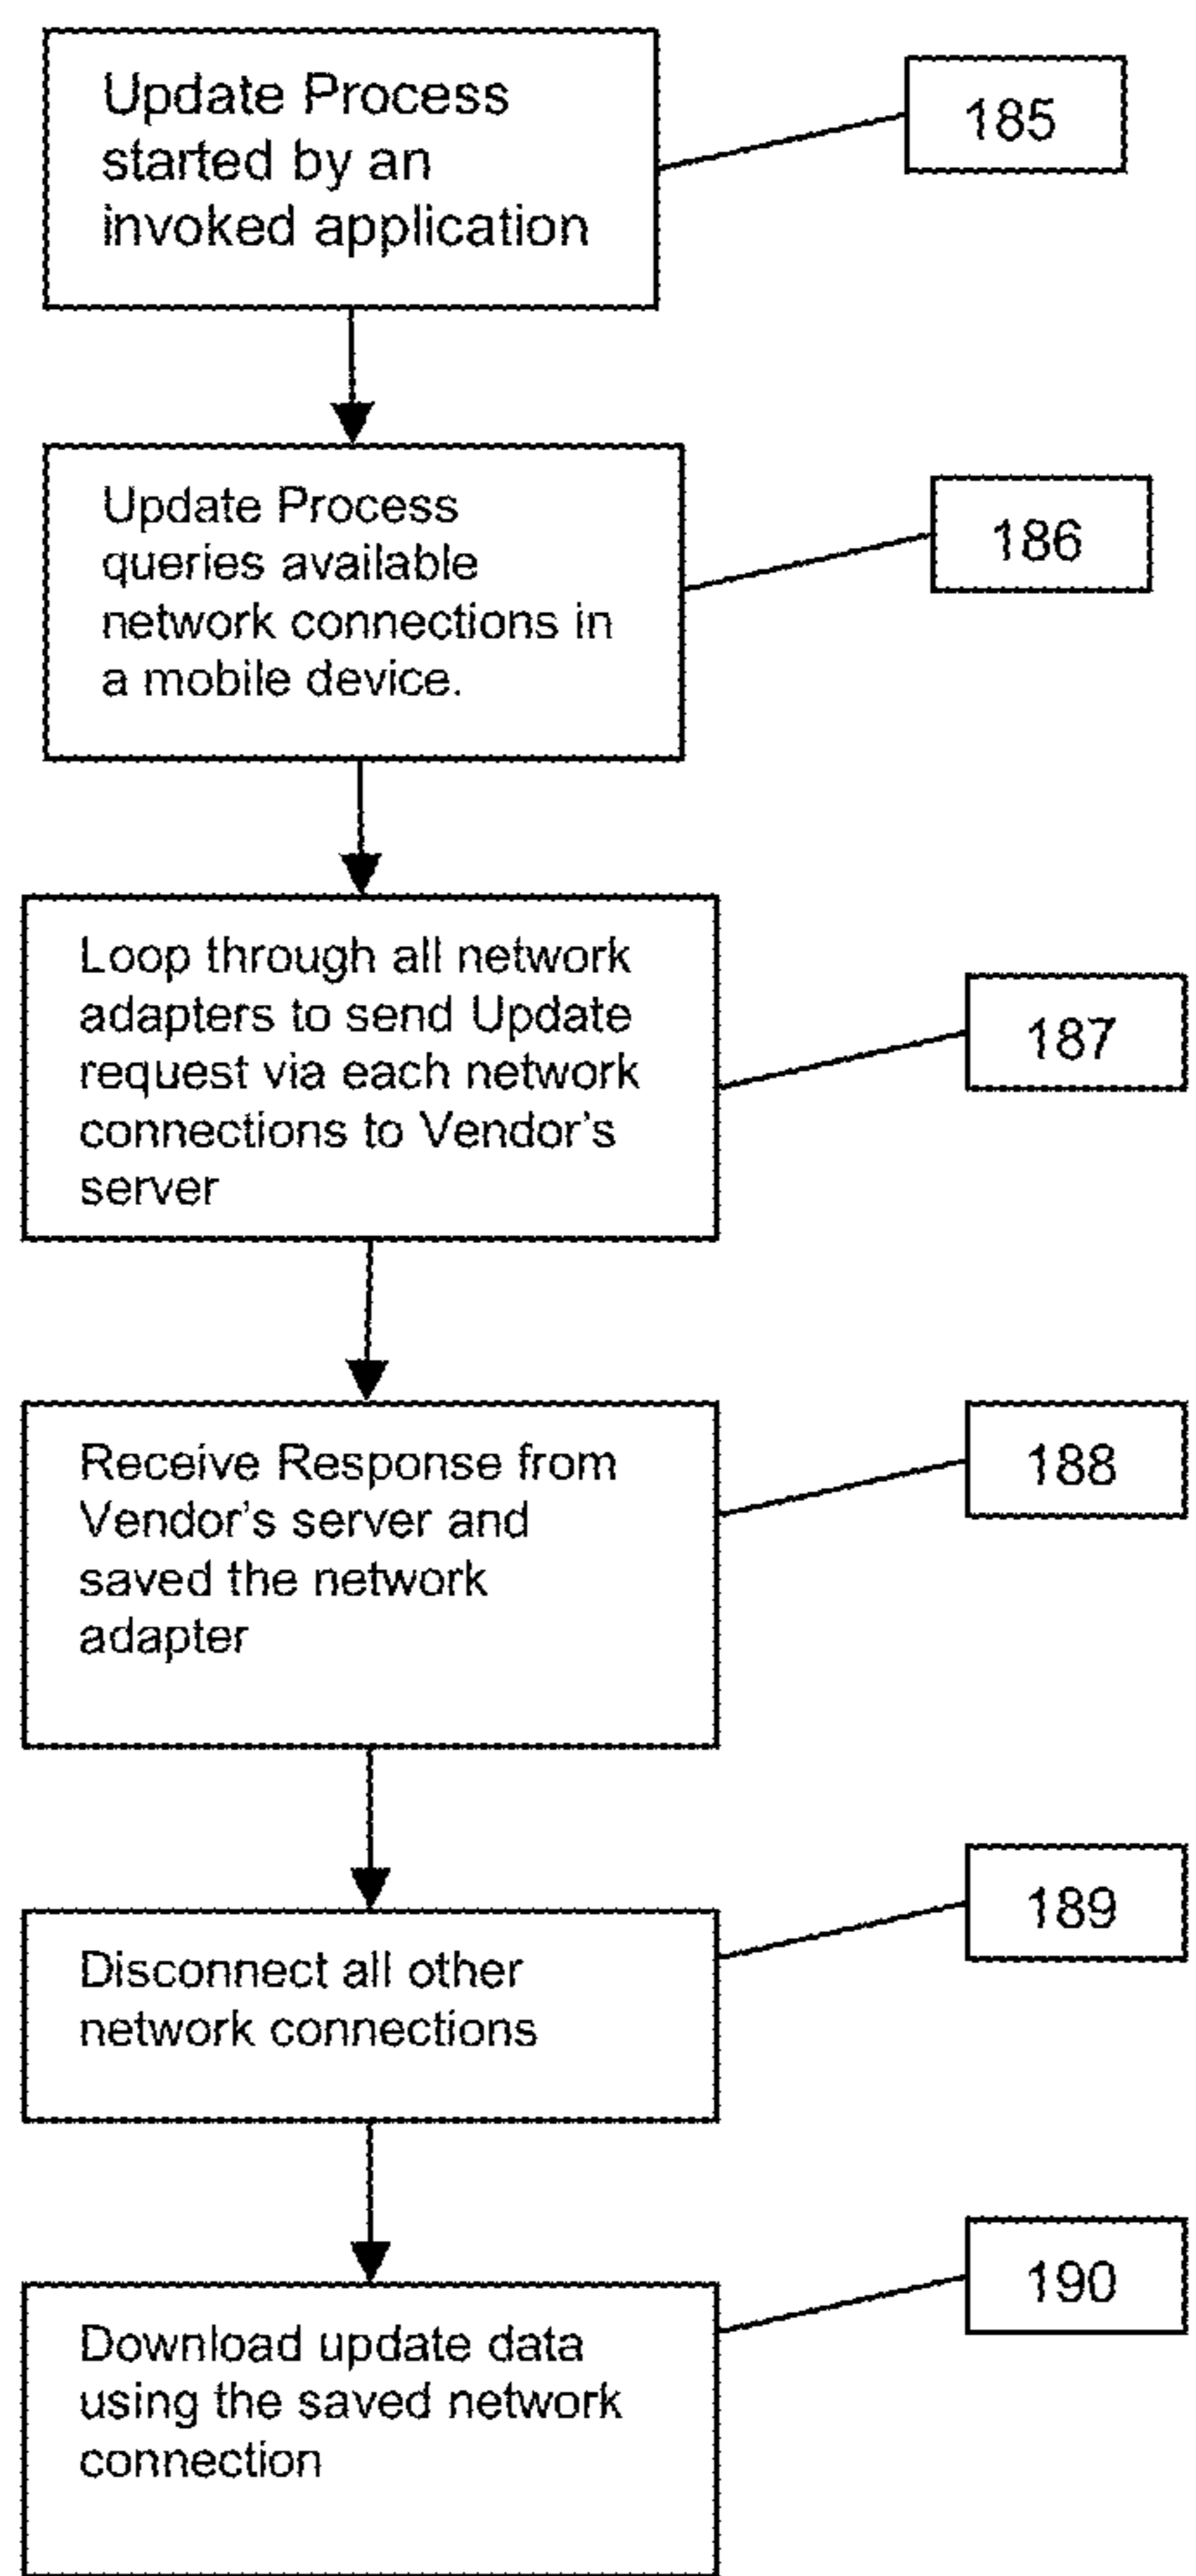 Update Process
started by an
invoked application
185
Update Process
queries available
network connections in
a mobile device.
186
Loop through all network
adapters to send Update
request via each network
connections to Vendor's
server
187
Receive Response from
Vendor's server and
saved the network
adapter
188
Disconnect all other
network connections
189
Download update data
using the saved network
connection
190